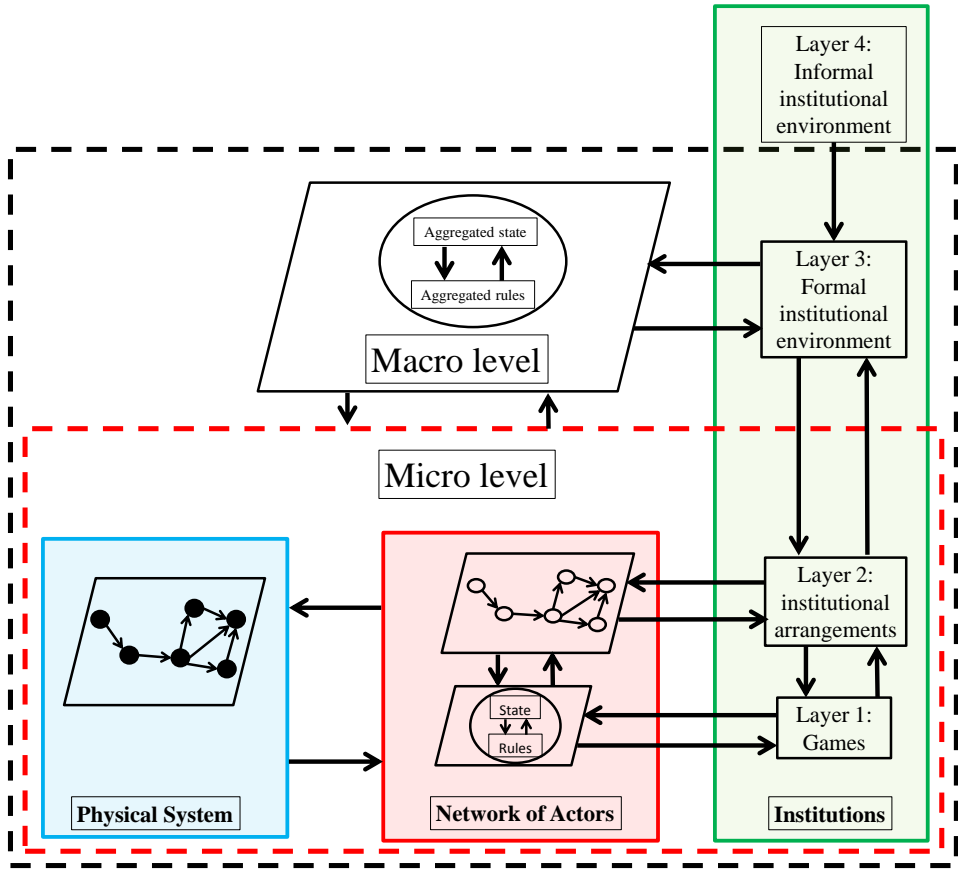 Layer 4:
Informal
institutional
environment
Aggregated state
Aggregated rules
Macro level
Layer 3:
Formal
institutional
environment
Micro level
Layer 2:
institutional
arrangements
State
Rules
Layer 1:
Games
Physical System
Network of Actors
Institutions